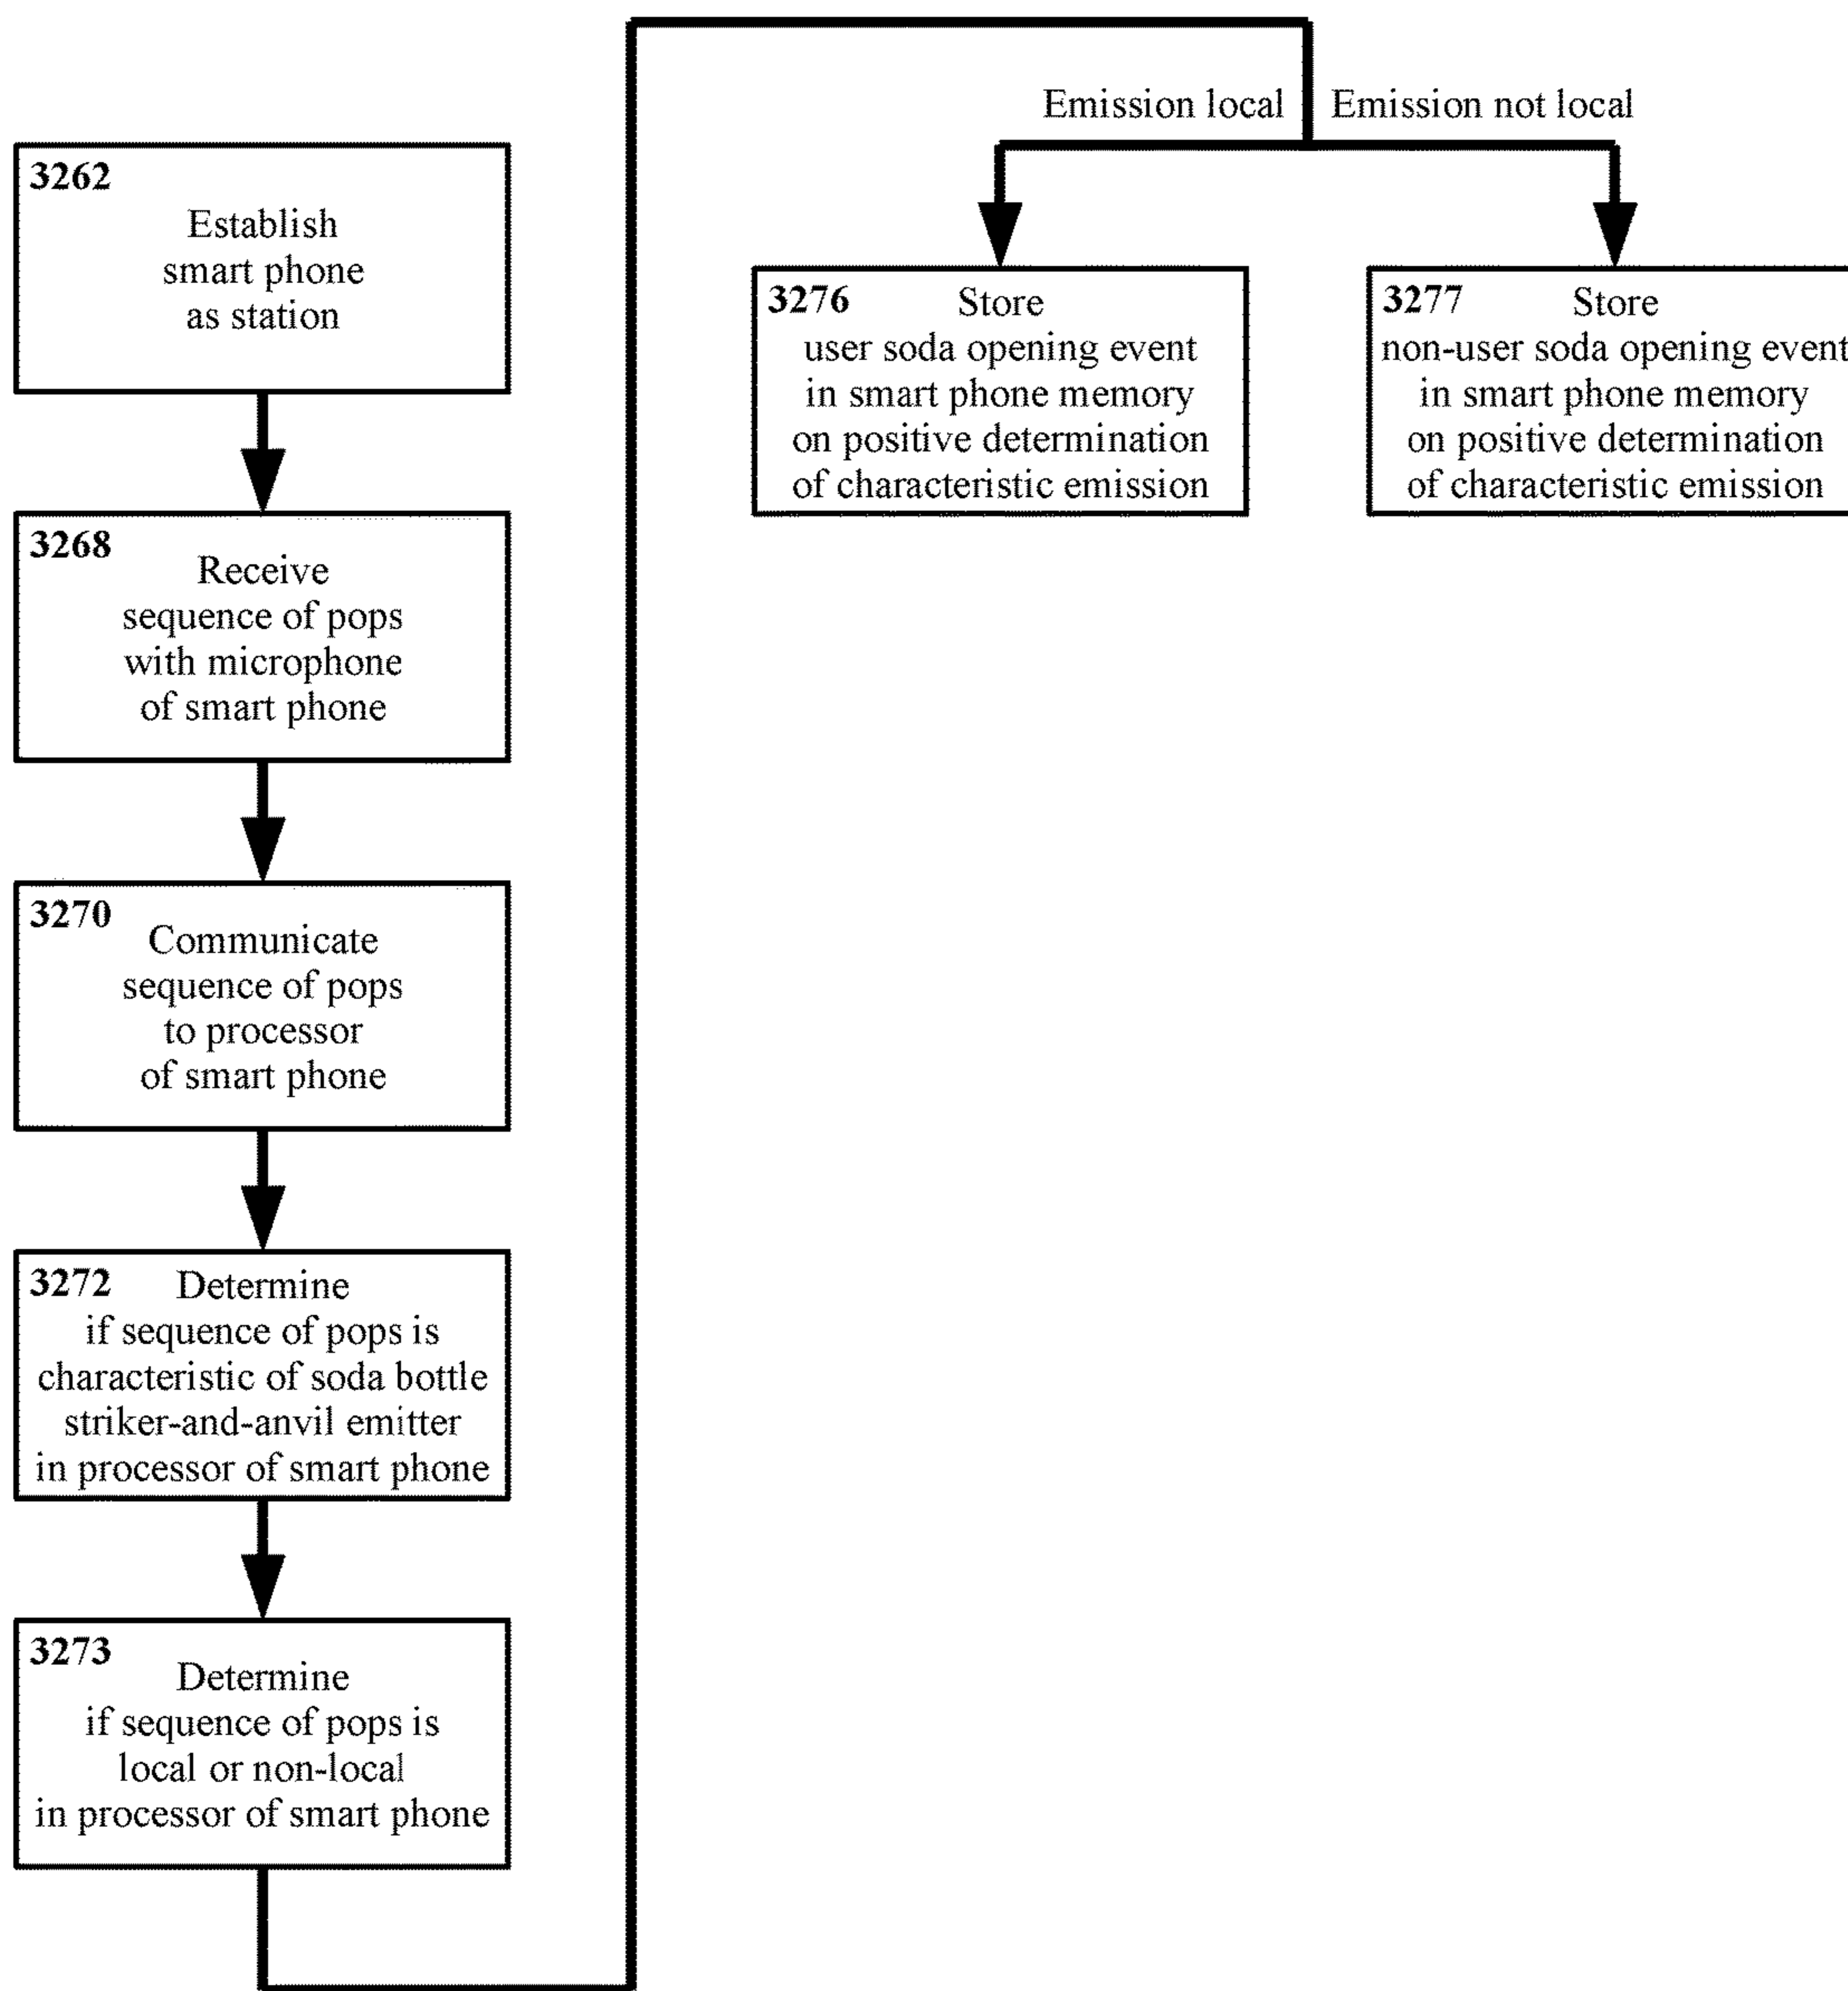 3262
Establish
smart phone
as station
3268
Receive
sequence of pops
with microphone
of smart phone
3270
Communicate
sequence of pops
to processor
of smart phone
3272 Determine
if sequence of pops is
characteristic of soda bottle
striker-and-anvil emitter
in processor of smart phone
3273
Determine
if sequence of pops is
local or non-local
in processor of smart phone
Emission local
Emission not local
3276 Store
user soda opening event
in smart phone memory
on positive determination
of characteristic emission
3277 Store
non-user soda opening event
in smart phone memory
on positive determination
of characteristic emission